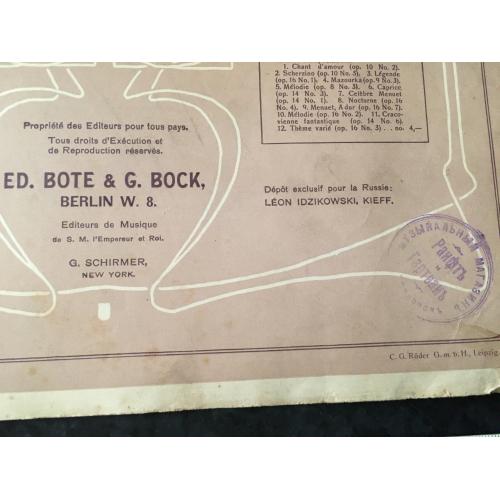 1. Chant d'amour (op. 10 No. 2).
2. Scherzino (op. 10 No. 3). 3. Légende
(op. 16 No. 1). 4. Mazourka (op. 9 No. 3).
5. Mélodie (op. 8 No. 3). 6. Caprice
(op. 14 No. 3). 7. Celèbre Menuet
(op. 14 No. 1). 8. Nocturne (op. 16
No. 4). 9. Menuet, A dur (op. 16 No. 7).
10. Mélodie (op. 16 No. 2). 11. Craco-
vienne fantastique (op. 14 No. 6).
12. Thème varié (op. 16 No. 3) . . no. 4,—
Propriété des Editeurs pour tous pays.
Tous droits d'Exécution et
de Reproduction réservés.
ED. BOTE & G. BOCK,
BERLIN W. 8.
Editeurs de Musique
de S. M. l'Empereur et Roi.
G. SCHIRMER,
NEW YORK.
Dépôt exclusif pour la Russie:
LÉON IDZIKOWSKI, KIEFF.
МУЗЫКАЛЬНЫЙ МАГАЗИНЪ
Райфтъ
и
Гертванъ
C. G. Röder G. m. b. H., Leipzig.